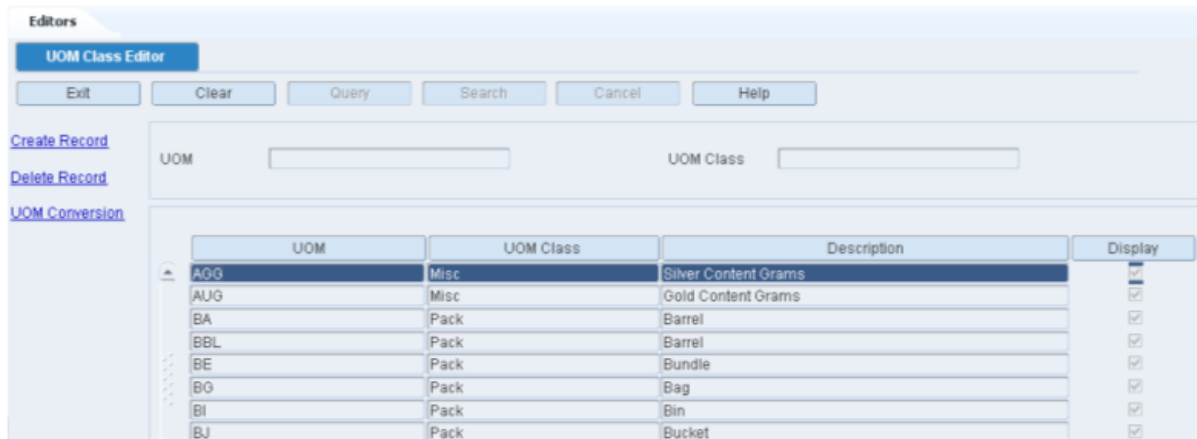 Editors
UOM Class Editor
Exit Clear Query Search Cancel Help
Create Record
UOM UOM Class
Delete Record
UOM Conversion
UOM UOM Class Description Display
AGG Misc Silver Content Grams
AUG Misc Gold Content Grams
BA Pack Barrel
BBL Pack Barrel
BE Pack Bundle
BG Pack Bag
BI Pack Bin
BJ Pack Bucket